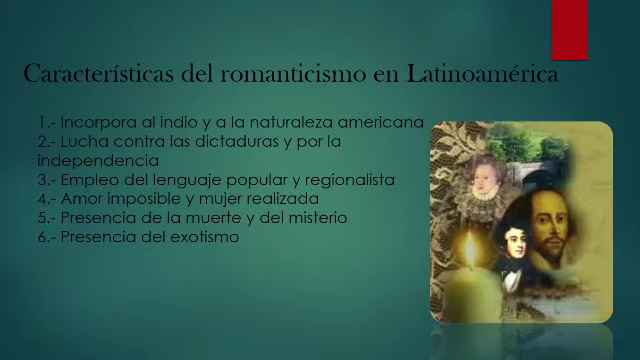 Características del romanticismo en Latinoamérica
1.- Incorpora al indio y a la naturaleza americana
2.- Lucha contra las dictaduras y por la
independencia
3.- Empleo del lenguaje popular y regionalista
4.- Amor imposible y mujer realizada
5.- Presencia de la muerte y del misterio
6.- Presencia del exotismo